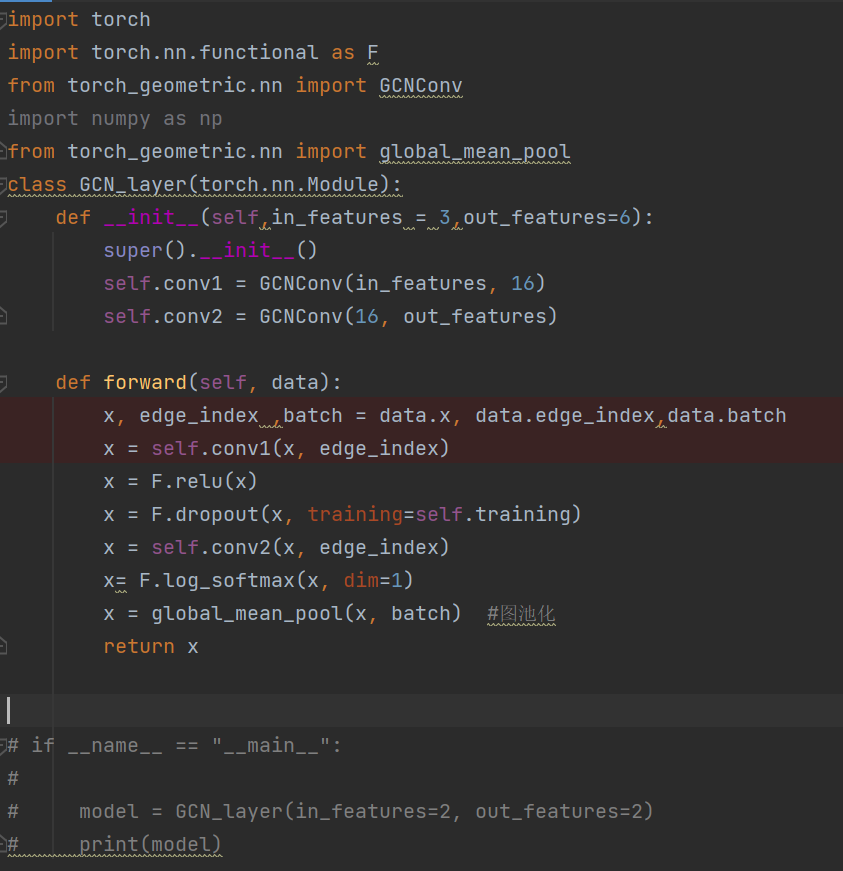 import torch
import torch.nn.functional as F
from torch_geometric.nn import GCNConv
import numpy as np
from torch_geometric.nn import global_mean_pool
class GCN_layer(torch.nn.Module):
    def __init__(self,in_features = 3,out_features=6):
        super().__init__()
        self.conv1 = GCNConv(in_features, 16)
        self.conv2 = GCNConv(16, out_features)
    def forward(self, data):
        x, edge_index ,batch = data.x, data.edge_index,data.batch
        x = self.conv1(x, edge_index)
        x = F.relu(x)
        x = F.dropout(x, training=self.training)
        x = self.conv2(x, edge_index)
        x= F.log_softmax(x, dim=1)
        x = global_mean_pool(x, batch)  #图池化
        return x
# if __name__ == "__main__":
#
#     model = GCN_layer(in_features=2, out_features=2)
#     print(model)